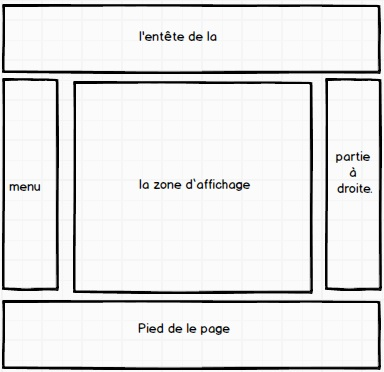 l'entête de la
menu
la zone d'affichage
partie
à
droite.
Pied de le page